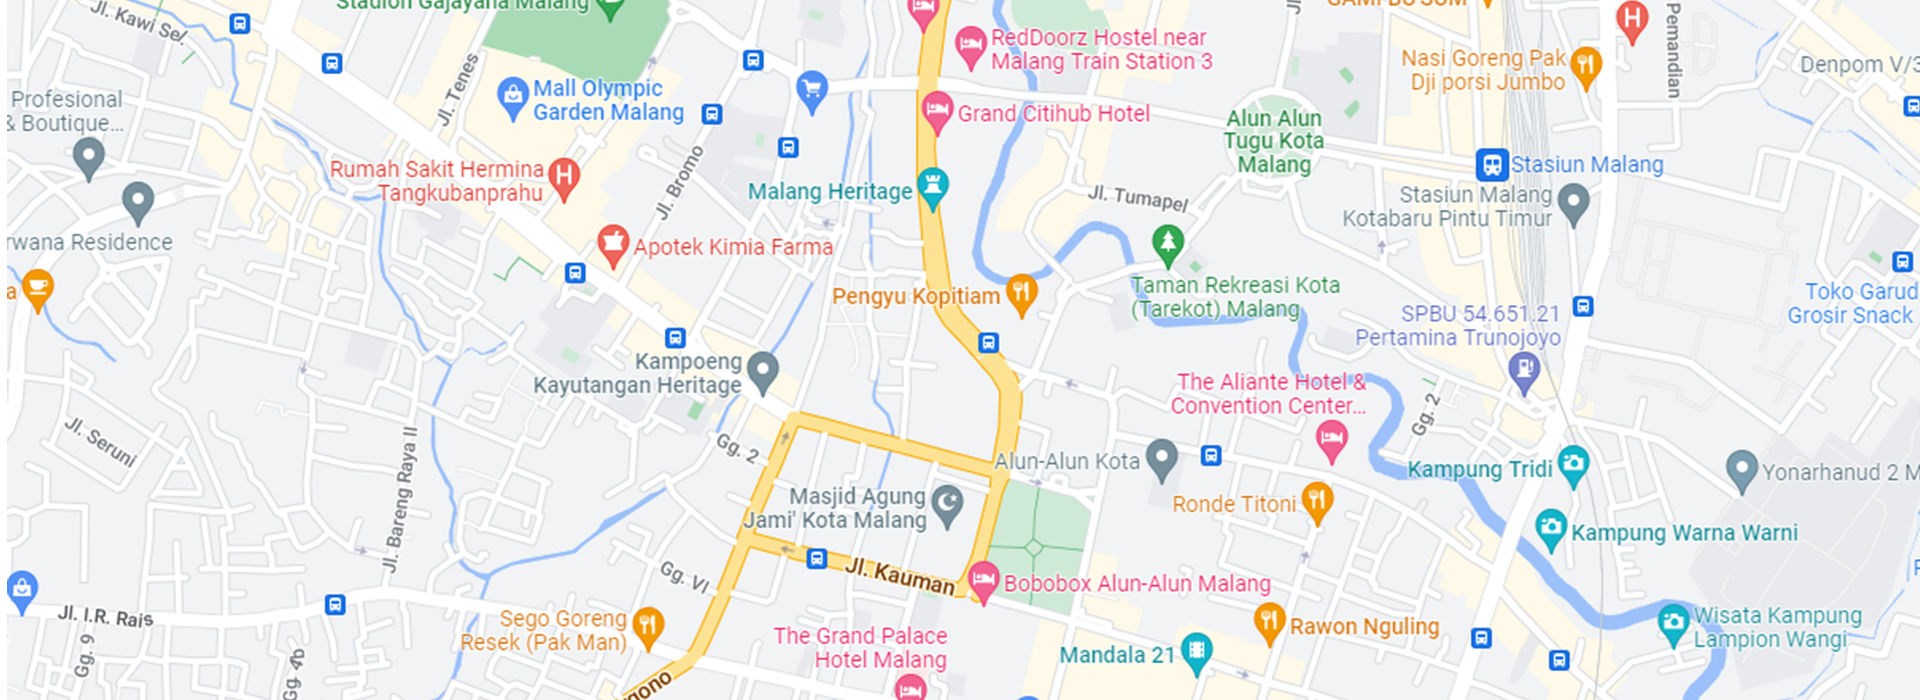 Stadion Gajayana Malang
Jl. Kawi Sel.
RedDoorz Hostel near
Malang Train Station 3
Nasi Goreng Pak
Dji porsi Jumbo
Pemandian
Denpom V/3
Profesional
& Boutique...
Jl. Tenes
Mall Olympic
Garden Malang
Grand Citihub Hotel
Alun Alun
Tugu Kota
Malang
Stasiun Malang
Rumah Sakit Hermina
Tangkubanprahu
Jl. Bromo
Malang Heritage
Jl. Tumapel
Stasiun Malang
Kotabaru Pintu Timur
rwana Residence
Apotek Kimia Farma
a
Pengyu Kopitiam
Taman Rekreasi Kota
(Tarekot) Malang
Toko Garud
Grosir Snack
SPBU 54.651.21
Pertamina Trunojoyo
Kampoeng
Kayutangan Heritage
The Aliante Hotel &
Convention Center...
Gg. 2
Jl. Seruni
Jl. Bareng Raya II
Gg. 2
Alun-Alun Kota
Kampung Tridi
Yonarhanud 2 M
Masjid Agung
Jami' Kota Malang
Ronde Titoni
Kampung Warna Warni
Gg. VI
Jl. Kauman
Bobobox Alun-Alun Malang
Jl. I.R. Rais
Sego Goreng
Resek (Pak Man)
Rawon Nguling
Wisata Kampung
Lampion Wangi
The Grand Palace
Hotel Malang
Mandala 21
Gg. 9
Gg. 4b
gono